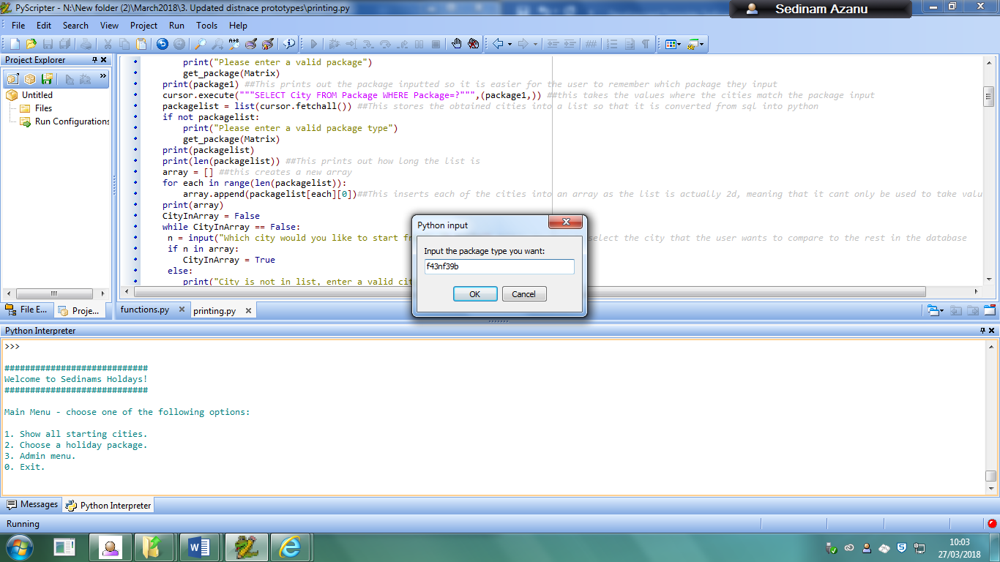 PyScripter - N:\New folder (2)\March2018\3. Updated distnace prototypes\printing.py
Sedinam Azanu
File Edit Search View Project Run Tools Help
Project Explorer
Untitled
Files
Run Configurations
File E... Proje...
print("Please enter a valid package")
get_package(Matrix)
print(package1) ##This prints out the package inputted so it is easier for the user to remember which package they input
cursor.execute("""SELECT City FROM Package WHERE Package=?""",(package1,)) ##this takes the values where the cities match the package input
packagelist = list(cursor.fetchall()) ##This stores the obtained cities into a list so that it is converted from sql into python
if not packagelist:
print("Please enter a valid package type")
get_package(Matrix)
print(packagelist)
print(len(packagelist)) ##This prints out how long the list is
array = [] ##this creates a new array
for each in range(len(packagelist)):
array.append(packagelist[each][0])##This inserts each of the cities into an array as the list is actually 2d, meaning that it cant only be used to take valu
print(array)
CityInArray = False
while CityInArray == False:
n = input("Which city would you like to start fr select the city that the user wants to compare to the rest in the database
if n in array:
CityInArray = True
else:
print("City is not in list, enter a valid cit
Python input
Input the package type you want:
f43nf39b
OK Cancel
functions.py printing.py
Python Interpreter
>>>
############################
Welcome to Sedinams Holdays!
############################
Main Menu - choose one of the following options:
1. Show all starting cities.
2. Choose a holiday package.
3. Admin menu.
0. Exit.
Messages Python Interpreter
Running
10:03
27/03/2018